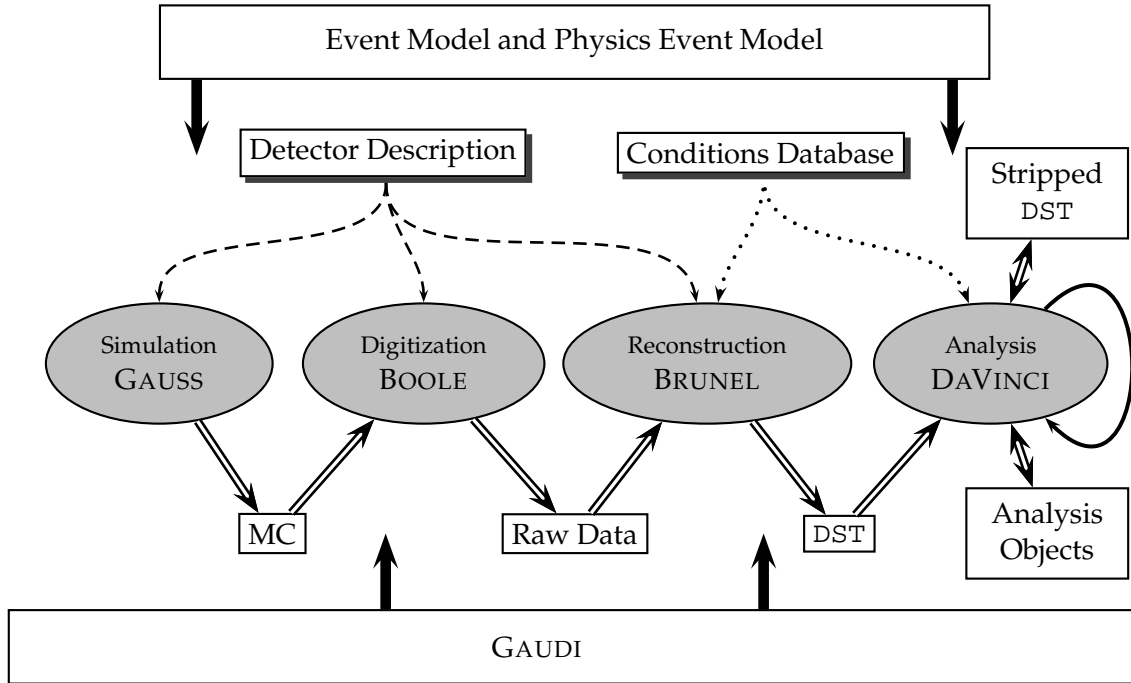 Event Model and Physics Event Model
Detector Description
Conditions Database
Stripped
DST
Simulation
GAUSS
Digitization
BOOLE
Reconstruction
BRUNEL
Analysis
DAVINCI
MC
Raw Data
DST
Analysis
Objects
GAUDI